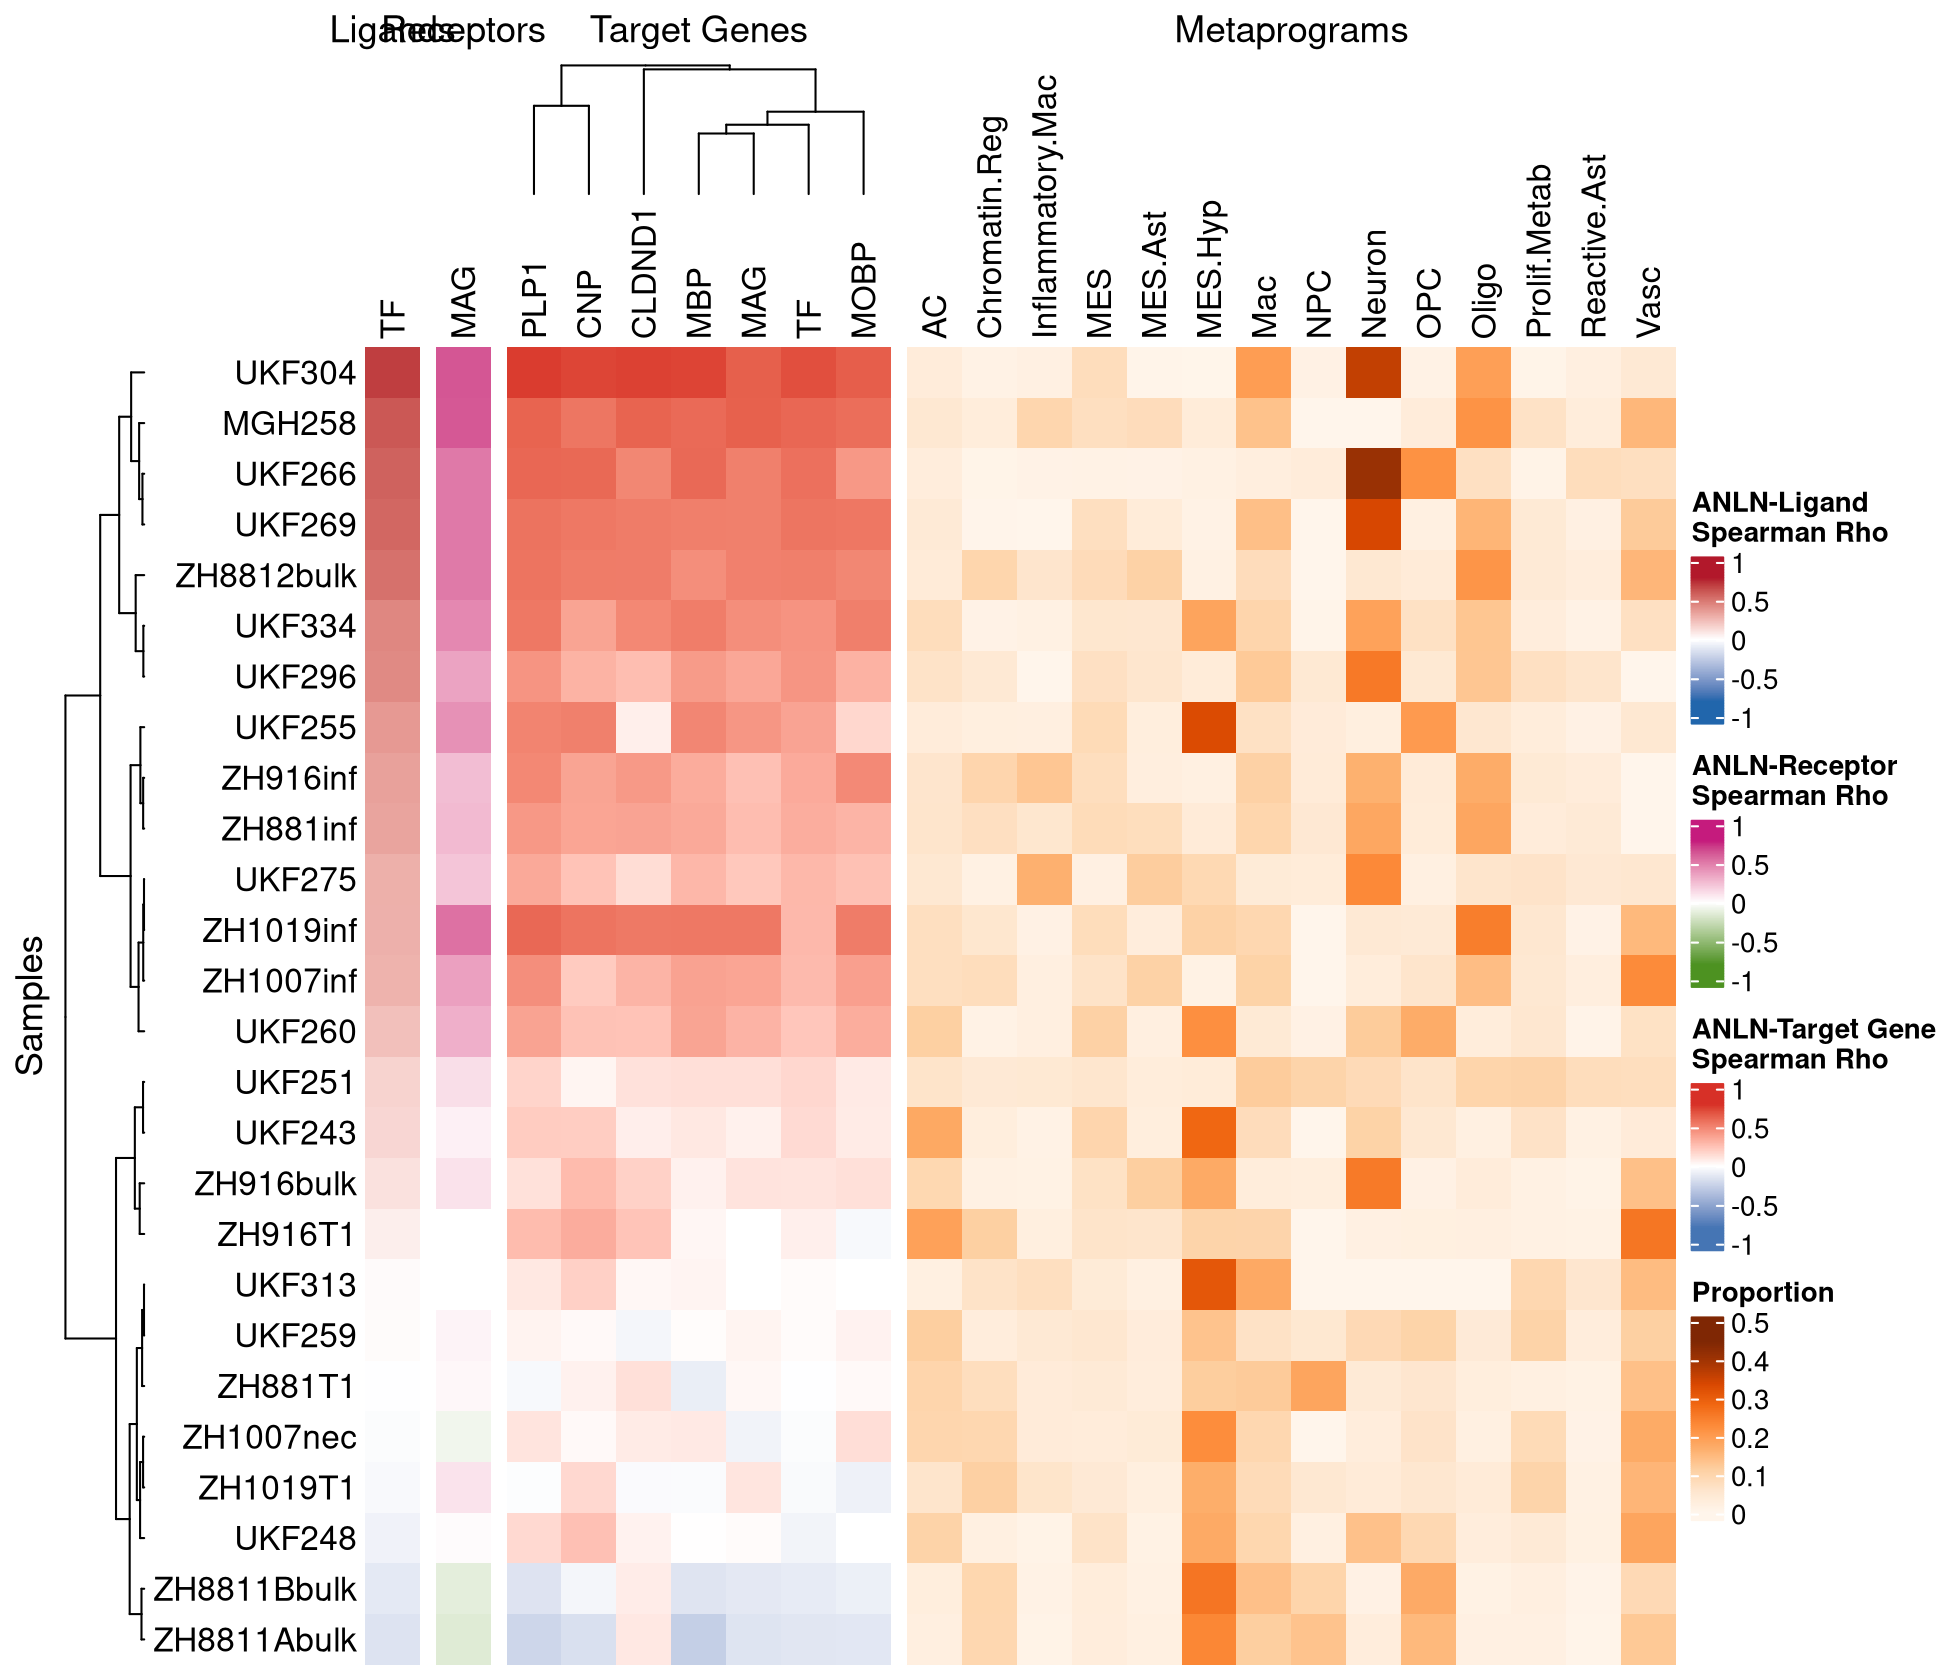 Ligands Receptors Target Genes Metaprograms
TF MAG PLP1 CNP CLDND1 MBP MAG TF MOBP AC Chromatin.Reg Inflammatory.Mac MES MES.Ast MES.Hyp Mac NPC Neuron OPC Oligo Prolif.Metab Reactive.Ast Vasc
Samples
UKF304
MGH258
UKF266
UKF269
ZH8812bulk
UKF334
UKF296
UKF255
ZH916inf
ZH881inf
UKF275
ZH1019inf
ZH1007inf
UKF260
UKF251
UKF243
ZH916bulk
ZH916T1
UKF313
UKF259
ZH881T1
ZH1007nec
ZH1019T1
UKF248
ZH8811Bbulk
ZH8811Abulk
ANLN-Ligand
Spearman Rho
1
0.5
0
-0.5
-1
ANLN-Receptor
Spearman Rho
1
0.5
0
-0.5
-1
ANLN-Target Gene
Spearman Rho
1
0.5
0
-0.5
-1
Proportion
0.5
0.4
0.3
0.2
0.1
0